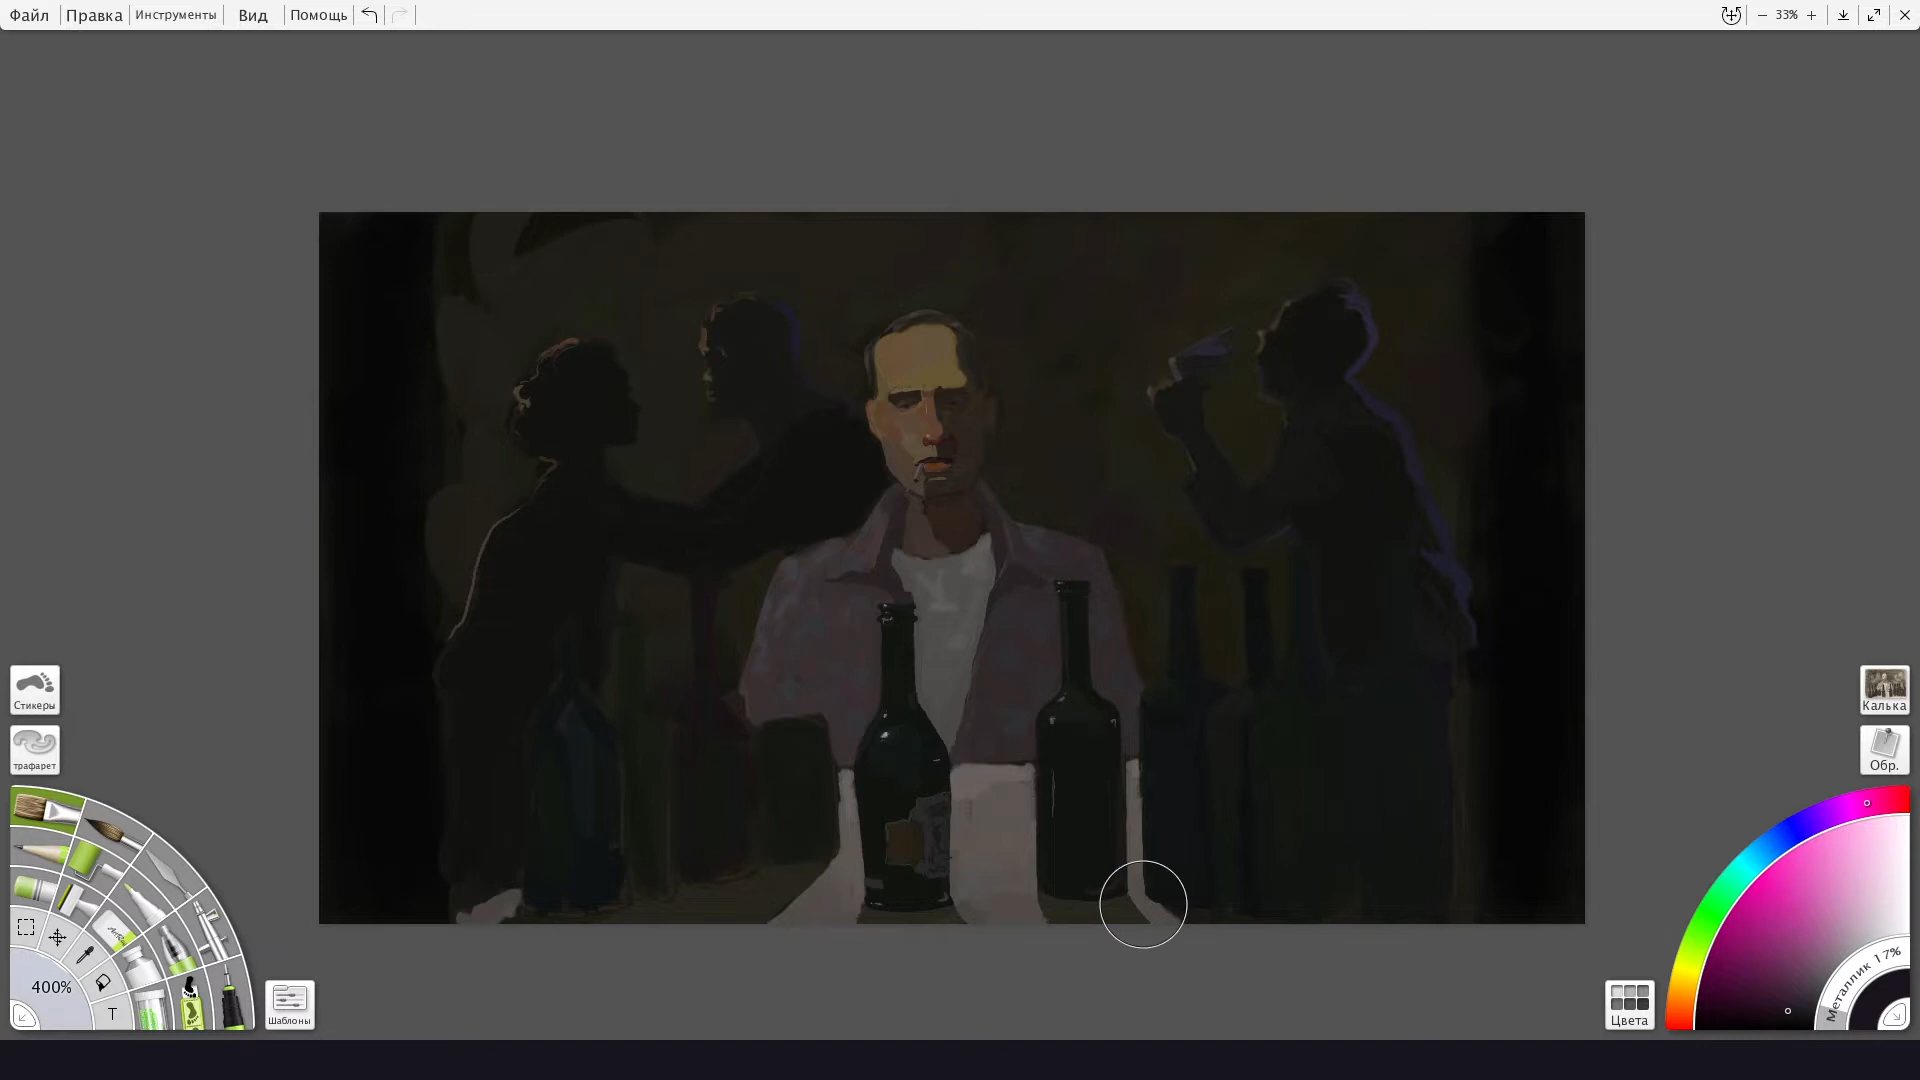 Файл Правка Инструменты Вид Помощь 33%
Стикеры
трафарет
400%
T
Шаблоны
Калька
Обр.
Металлик 17%
Цвета